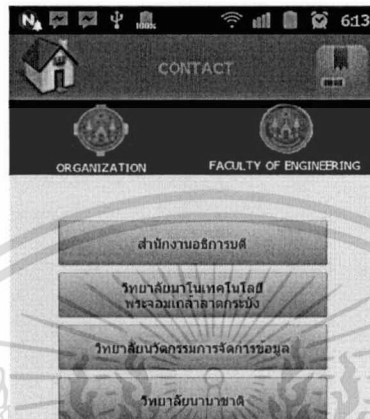 100%
6:13
CONTACT
ORGANIZATION
FACULTY OF ENGINEERING
สำนักงานอธิการบดี
วิทยาลัยนาโนเทคโนโลยี
พระจอมเกล้าลาดกระบัง
วิทยาลัยนวัตกรรมการจัดการข้อมูล
วิทยาลัยนานาชาติ